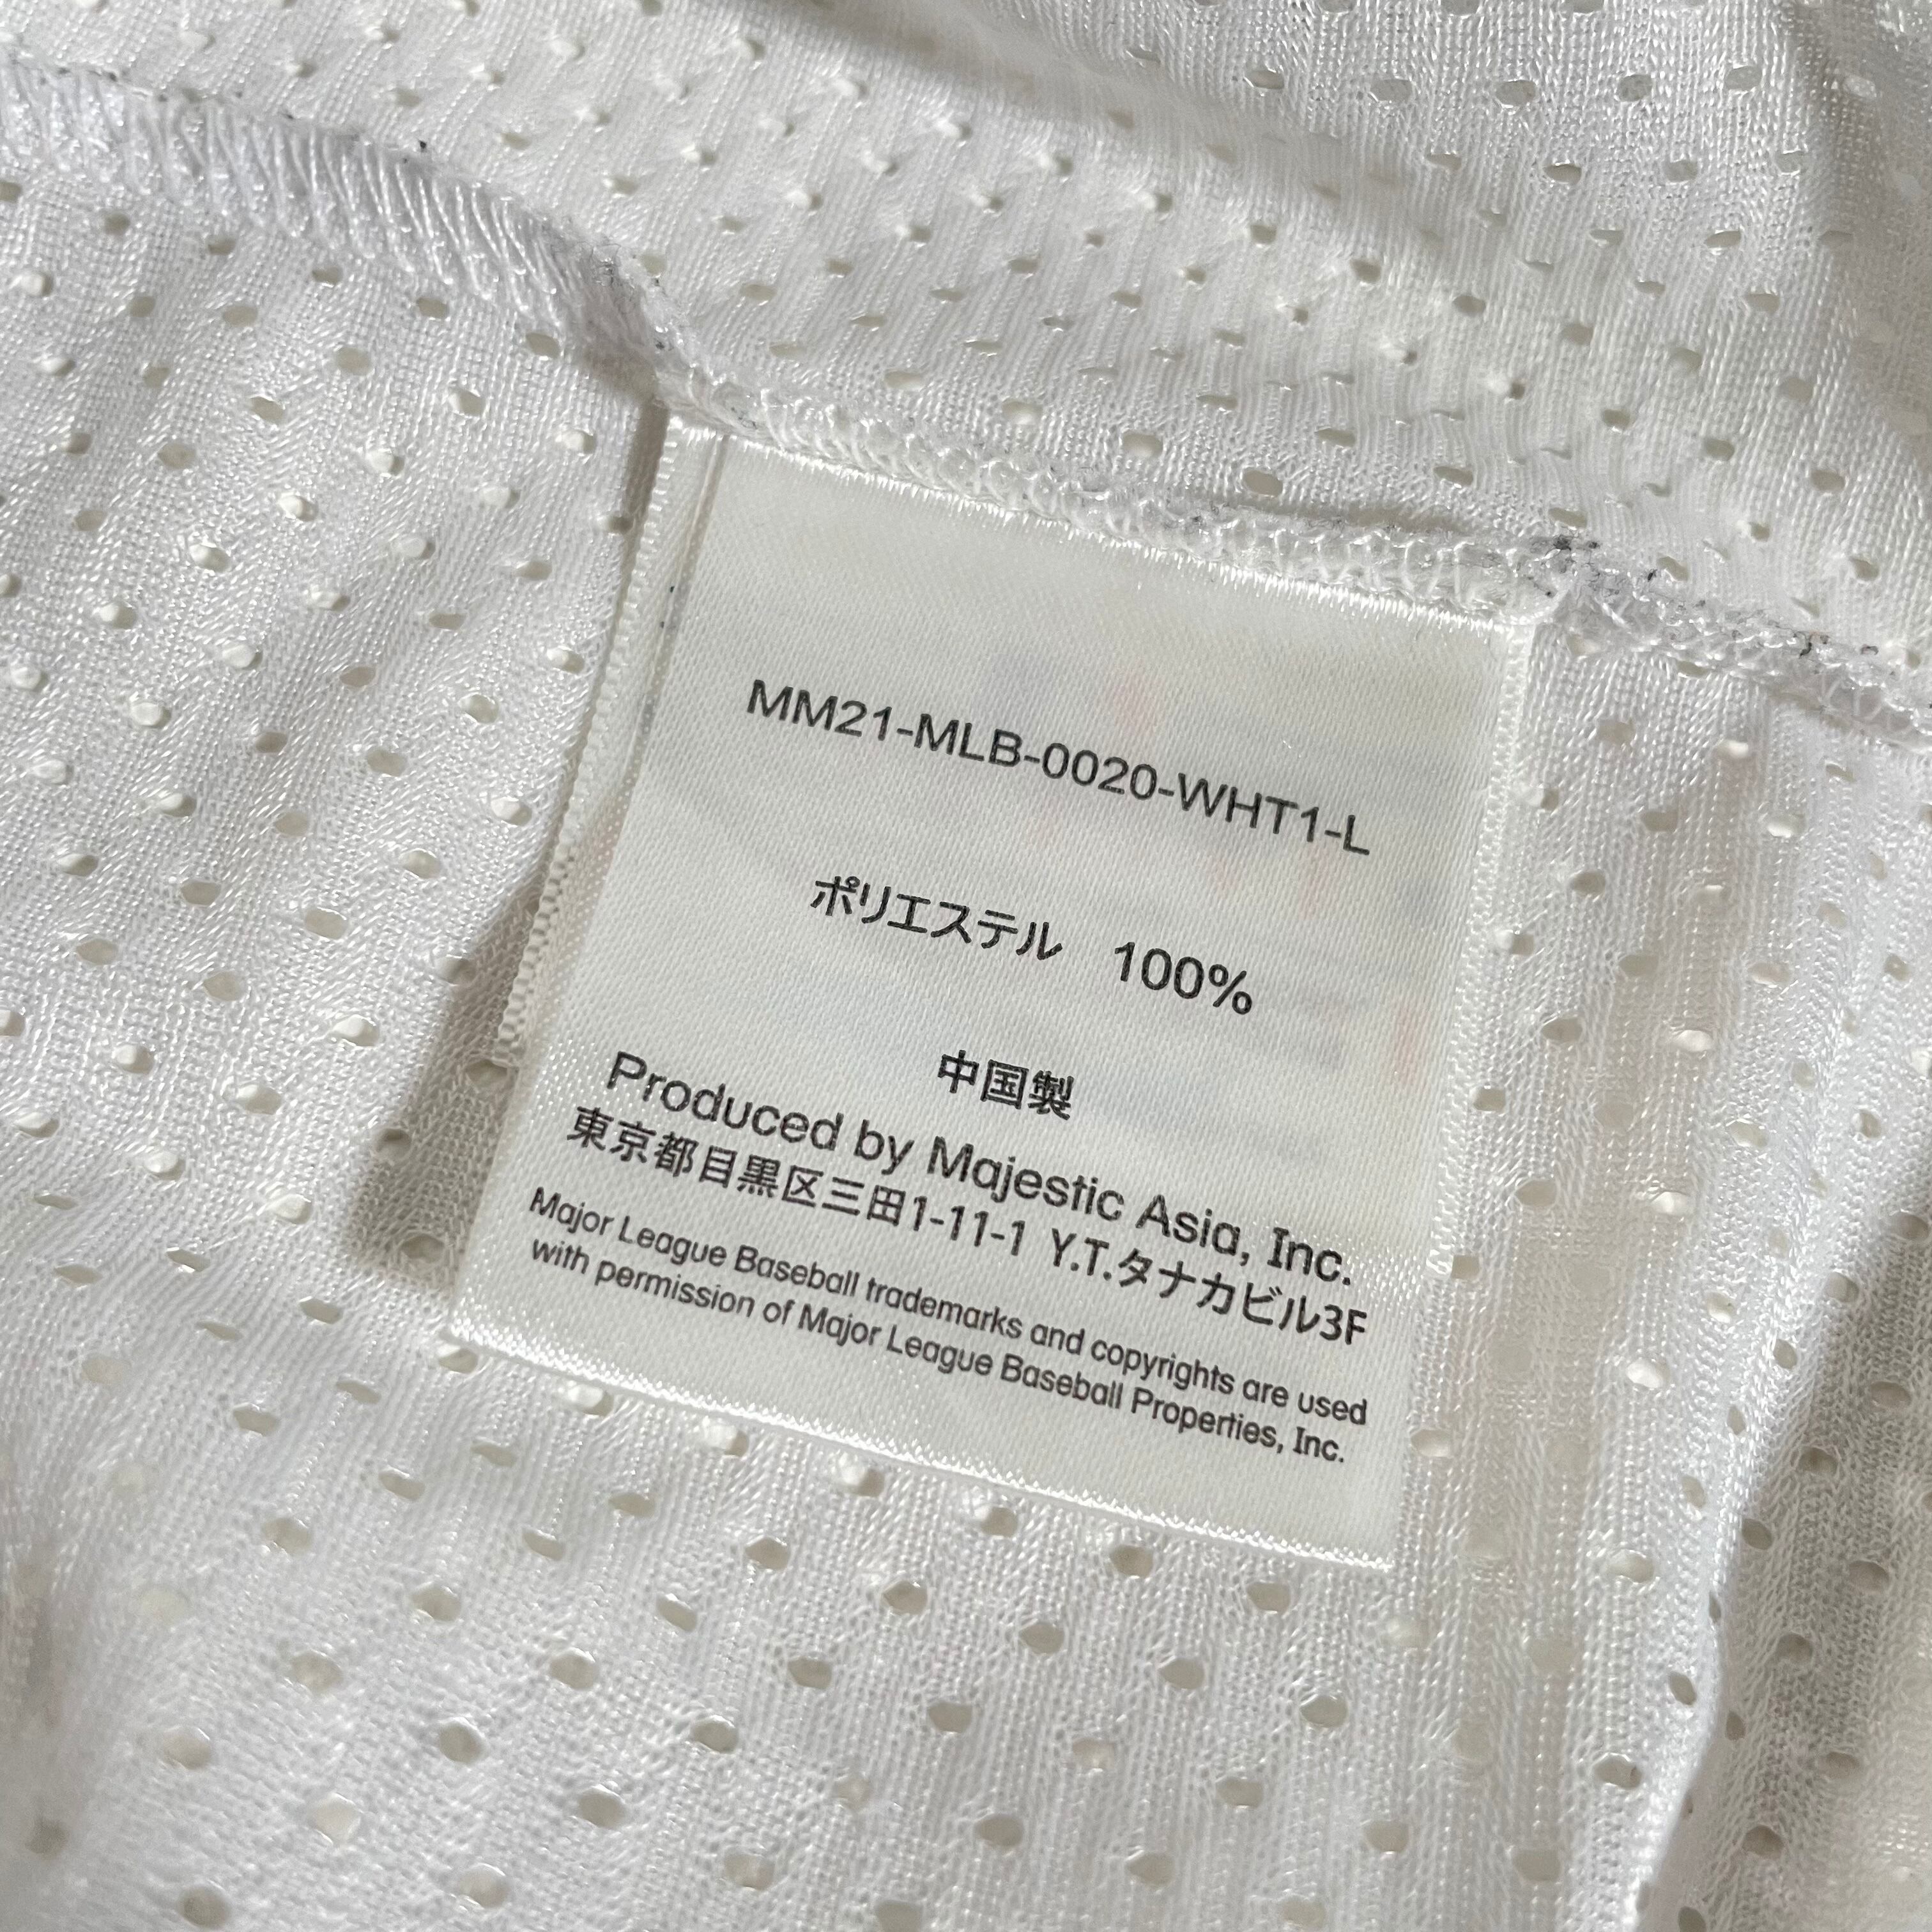 MM21-MLB-0020-WHT1-L
ポリエステル　100%
中国製
Produced by Majestic Asia, Inc.
東京都目黒区三田1-11-1 Y.T.タナカビル3F
Major League Baseball trademarks and copyrights are used
with permission of Major League Baseball Properties, Inc.